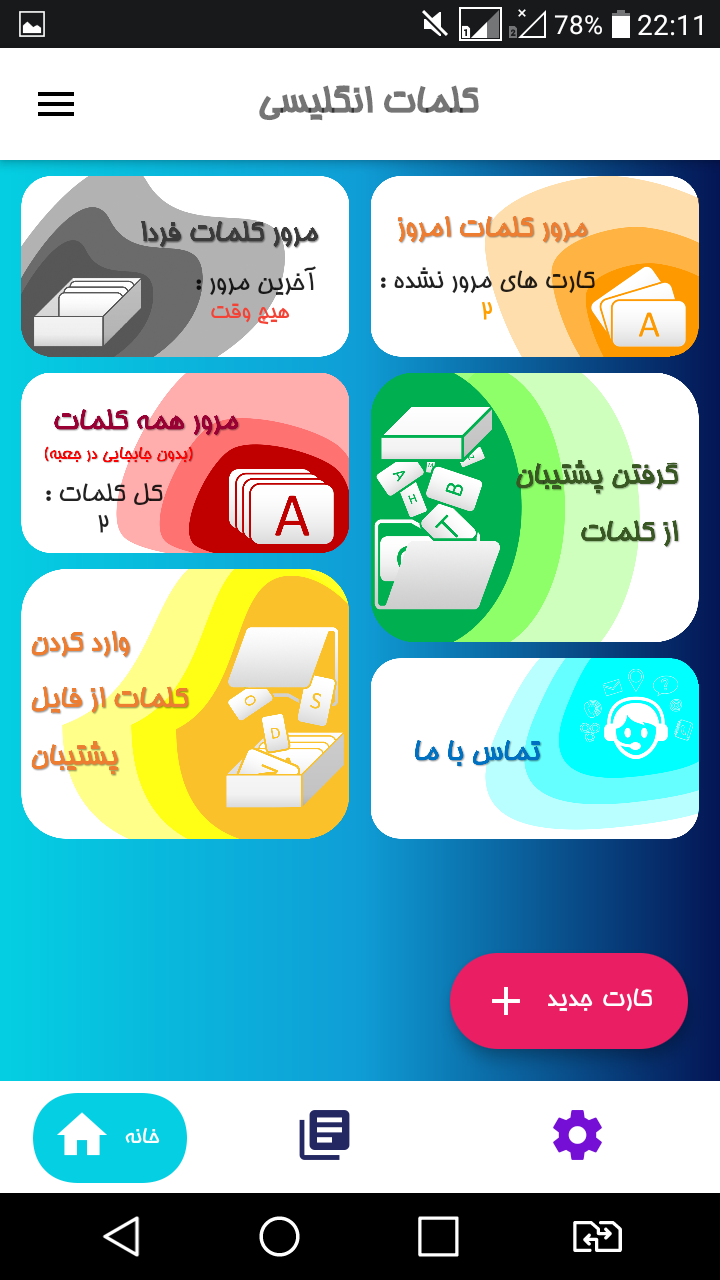 78% 22:11
کلمات انگلیسی
مرور کلمات امروز
کارت های مرور نشده :
۲
A
مرور کلمات فردا
آخرین مرور :
هیچ وقت
گرفتن پشتیبان
از کلمات
A
B
H
T
مرور همه کلمات
(بدون جابجایی در جعبه)
کل کلمات :
۲
A
وارد کردن
کلمات از فایل
پشتیبان
O
S
D
تماس با ما
کارت جدید
خانه